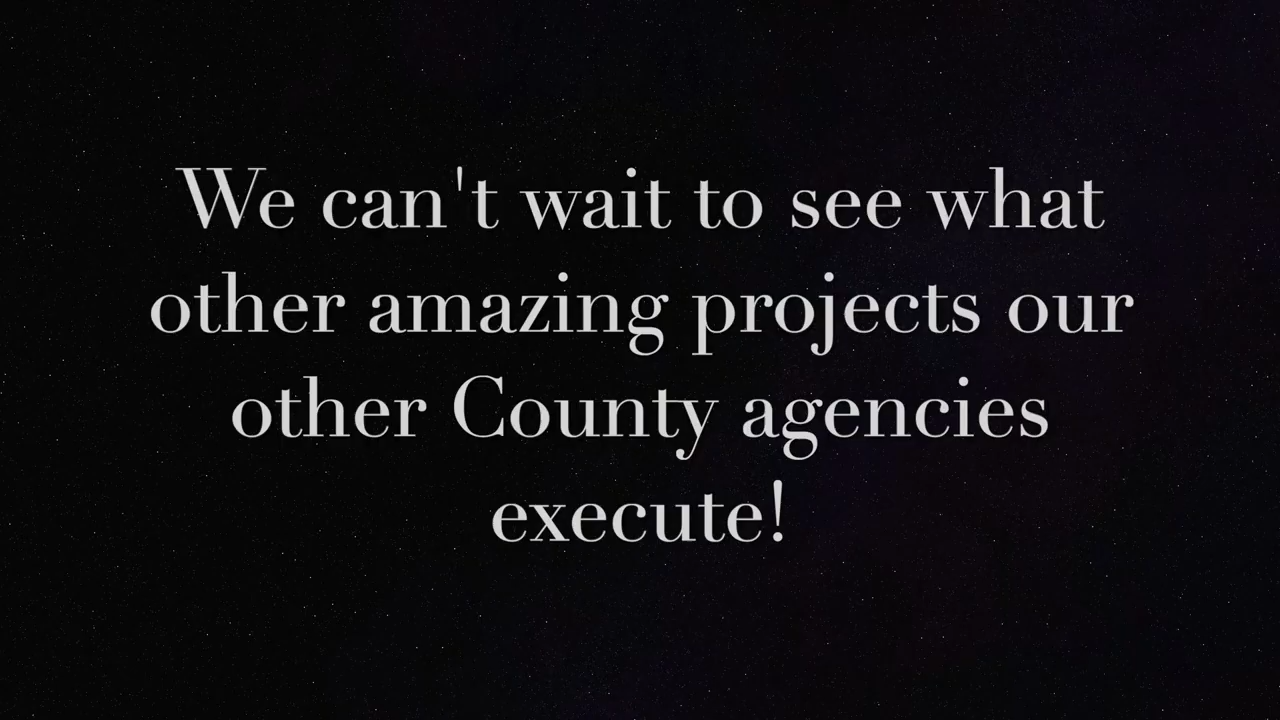 We can't wait to see what
other amazing projects our
other County agencies
execute!